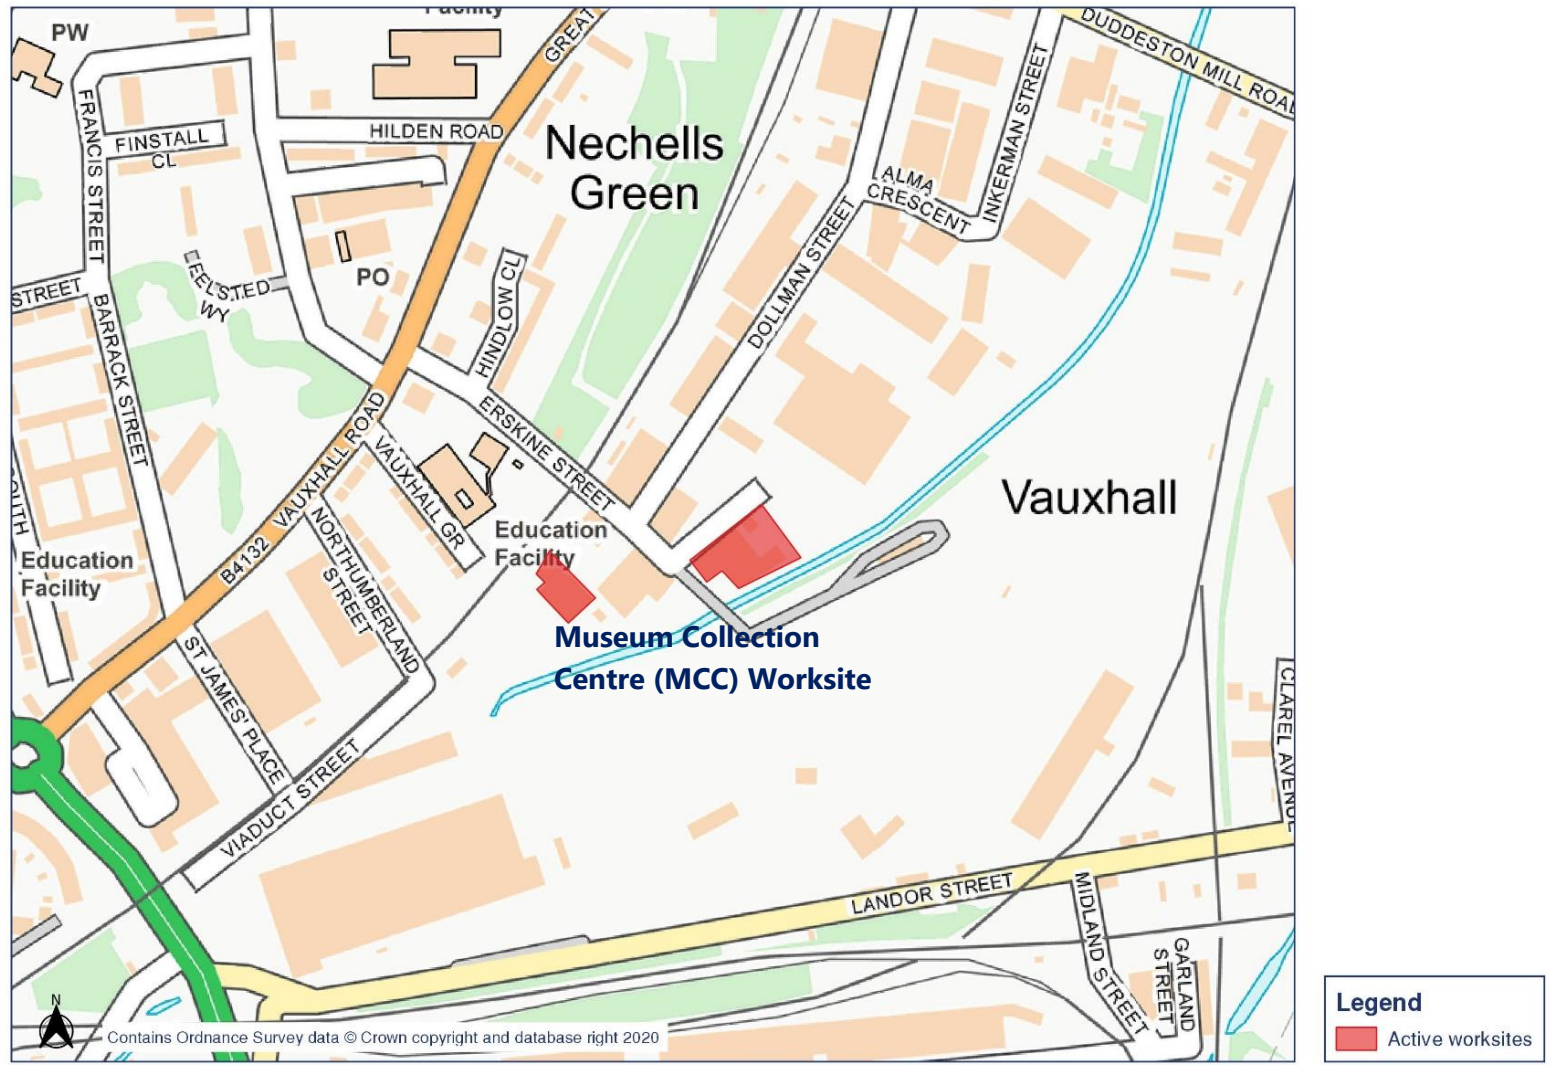 PW
Facility
GREAT
DUDDESTON MILL ROAD
FRANCIS STREET
FINSTALL
CL
HILDEN ROAD
Nechells
Green
INKERMAN STREET
ALMA
CRESCENT
EELSTED
WY
PO
STREET
HINDLOW CL
DOLLMAN STREET
BARRACK STREET
ERSKINE STREET
VAUXHALL ROAD
VAUXHALL GR
Vauxhall
Education
Facility
NORTHUMBERLAND
STREET
B4132
Education
Facility
Museum Collection
Centre (MCC) Worksite
ST JAMES' PLACE
CLAREL AVENUE
VIADUCT STREET
LANDOR STREET
MIDLAND STREET
GARLAND
STREET
N
Contains Ordnance Survey data © Crown copyright and database right 2020
Legend
Active worksites